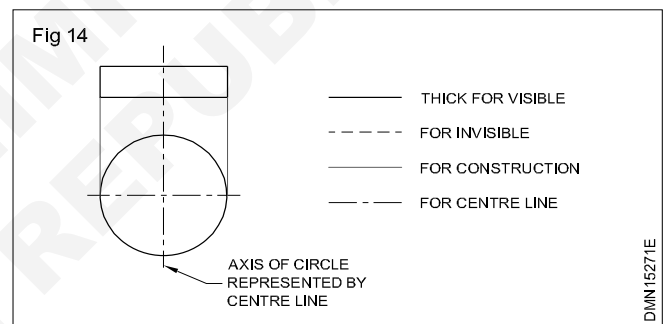 Fig 14
THICK FOR VISIBLE
FOR INVISIBLE
FOR CONSTRUCTION
FOR CENTRE LINE
AXIS OF CIRCLE
REPRESENTED BY
CENTRE LINE
DMN15271E